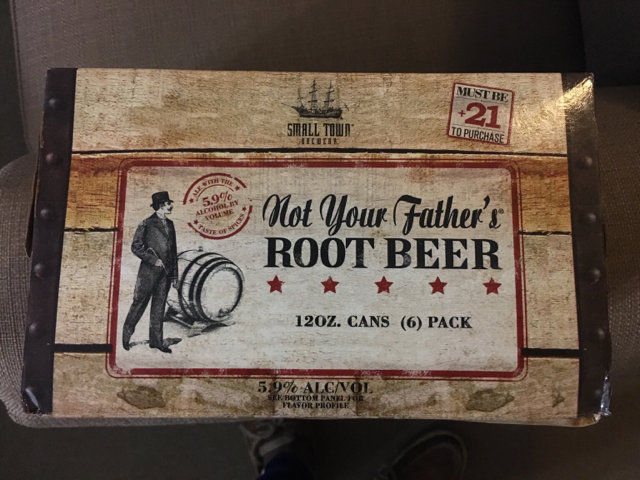 SMALL TOWN
BREWERY
MUST BE
+21
TO PURCHASE
ALE WITH THE
5.9%
ALCOHOL BY
VOLUME
TASTE OF SPICES
Not Your Father's
ROOT BEER
12OZ. CANS (6) PACK
5.9% ALC/VOL
SEE BOTTOM PANEL FOR
FLAVOR PROFILE